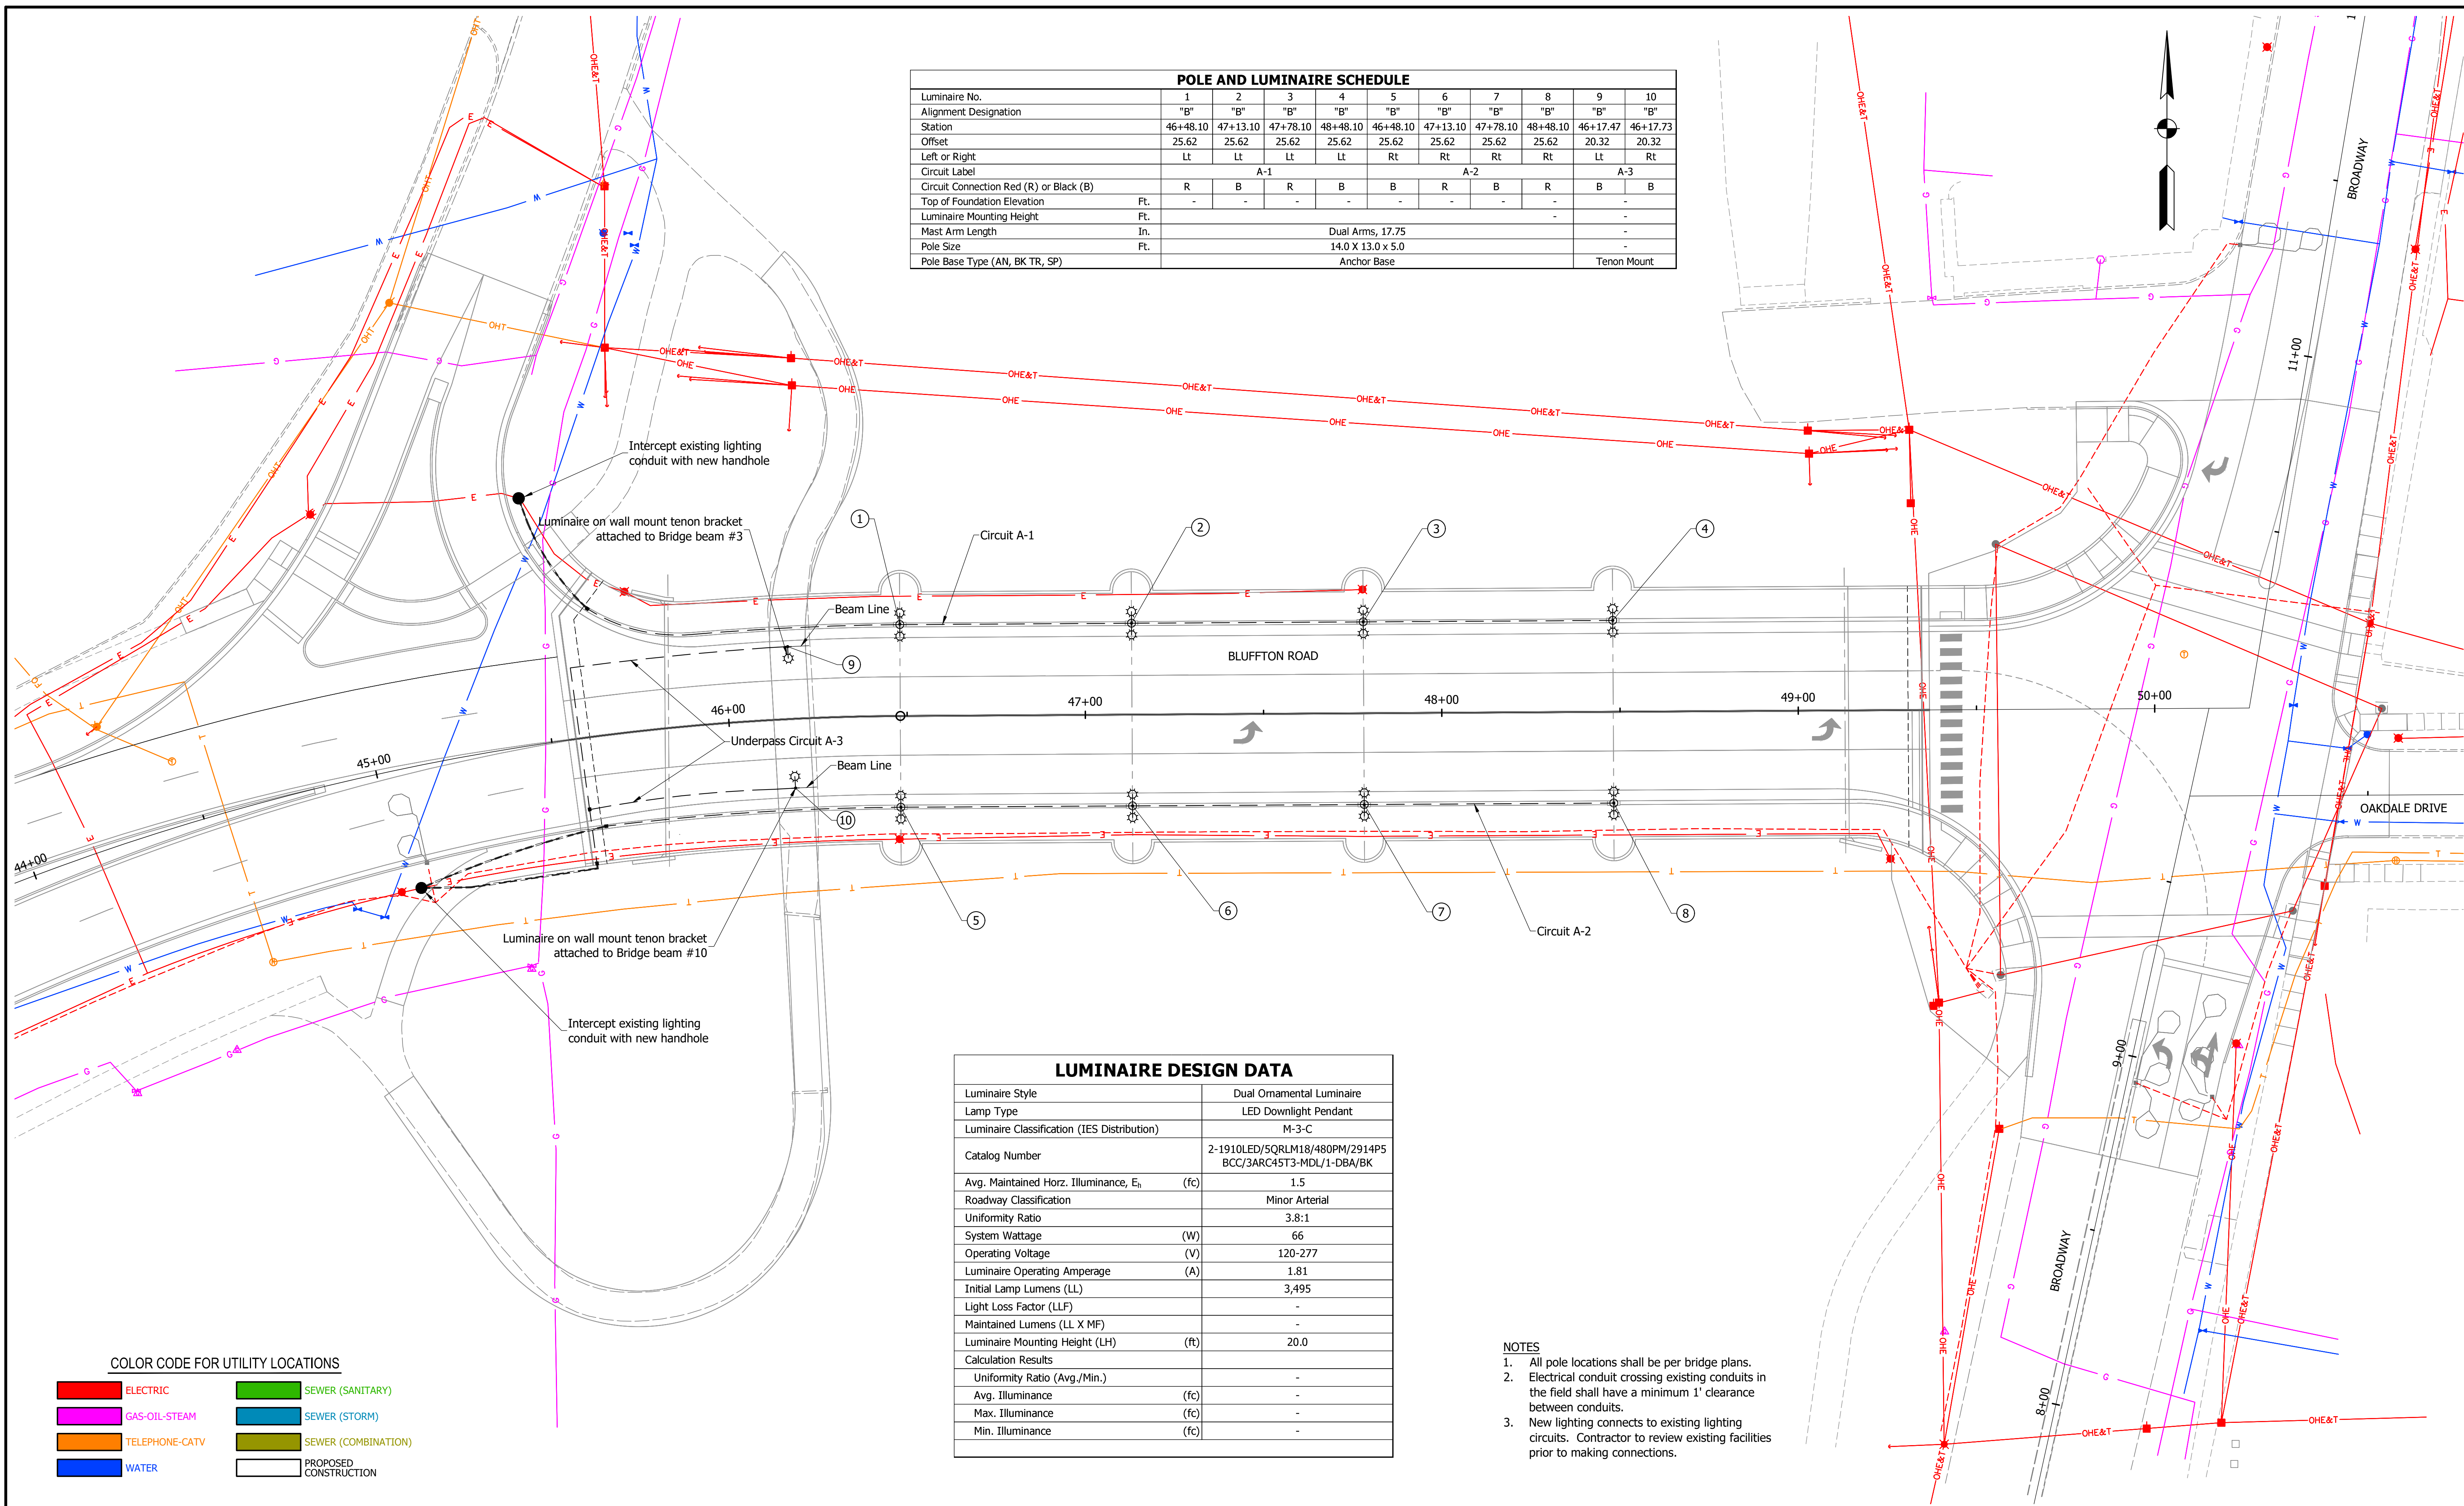 POLE AND LUMINAIRE SCHEDULE
Luminaire No. 1 2 3 4 5 6 7 8 9 10
Alignment Designation "B" "B" "B" "B" "B" "B" "B" "B" "B" "B"
Station 46+48.10 47+13.10 47+78.10 48+48.10 46+48.10 47+13.10 47+78.10 48+48.10 46+17.47 46+17.73
Offset 25.62 25.62 25.62 25.62 25.62 25.62 25.62 25.62 20.32 20.32
Left or Right Lt Lt Lt Lt Rt Rt Rt Rt Lt Rt
Circuit Label A-1 A-2 A-3
Circuit Connection Red (R) or Black (B) R B R B B R B R B B
Top of Foundation Elevation Ft. - - - - - - - - -
Luminaire Mounting Height Ft. - -
Mast Arm Length In. Dual Arms, 17.75 -
Pole Size Ft. 14.0 X 13.0 x 5.0 -
Pole Base Type (AN, BK TR, SP) Anchor Base Tenon Mount
BROADWAY
11+00
Intercept existing lighting
conduit with new handhole
Luminaire on wall mount tenon bracket
attached to Bridge beam #3
1
Circuit A-1
2
3
4
Beam Line
9
BLUFFTON ROAD
44+00
45+00
46+00
47+00
48+00
49+00
50+00
Underpass Circuit A-3
Beam Line
10
OAKDALE DRIVE
5
6
7
8
Circuit A-2
Luminaire on wall mount tenon bracket
attached to Bridge beam #10
Intercept existing lighting
conduit with new handhole
9+00
BROADWAY
8+00
OHT
OHE&T
OHE
E
G
W
T
FO
LUMINAIRE DESIGN DATA
Luminaire Style Dual Ornamental Luminaire
Lamp Type LED Downlight Pendant
Luminaire Classification (IES Distribution) M-3-C
Catalog Number 2-1910LED/5QRLM18/480PM/2914P5
BCC/3ARC45T3-MDL/1-DBA/BK
Avg. Maintained Horz. Illuminance, Eh (fc) 1.5
Roadway Classification Minor Arterial
Uniformity Ratio 3.8:1
System Wattage (W) 66
Operating Voltage (V) 120-277
Luminaire Operating Amperage (A) 1.81
Initial Lamp Lumens (LL) 3,495
Light Loss Factor (LLF) -
Maintained Lumens (LL X MF) -
Luminaire Mounting Height (LH) (ft) 20.0
Calculation Results
Uniformity Ratio (Avg./Min.) -
Avg. Illuminance (fc) -
Max. Illuminance (fc) -
Min. Illuminance (fc) -
NOTES
1. All pole locations shall be per bridge plans.
2. Electrical conduit crossing existing conduits in
the field shall have a minimum 1' clearance
between conduits.
3. New lighting connects to existing lighting
circuits. Contractor to review existing facilities
prior to making connections.
COLOR CODE FOR UTILITY LOCATIONS
ELECTRIC
SEWER (SANITARY)
GAS-OIL-STEAM
SEWER (STORM)
TELEPHONE-CATV
SEWER (COMBINATION)
WATER
PROPOSED
CONSTRUCTION